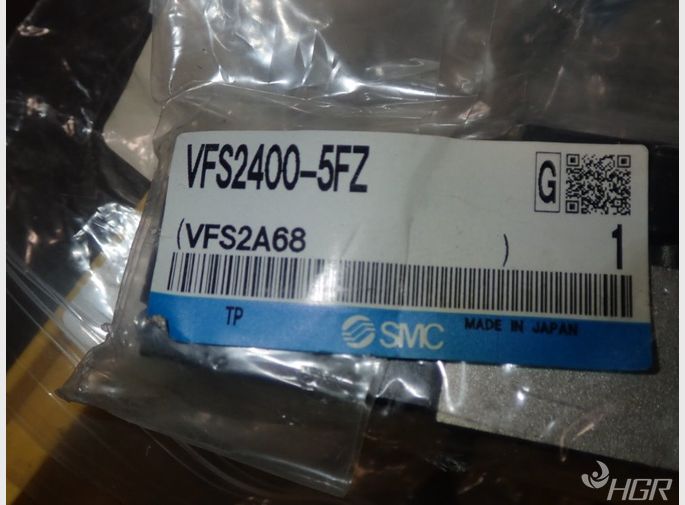 VFS2400-5FZ
G
(VFS2A68 ) 1
TP SMC MADE IN JAPAN
HGR